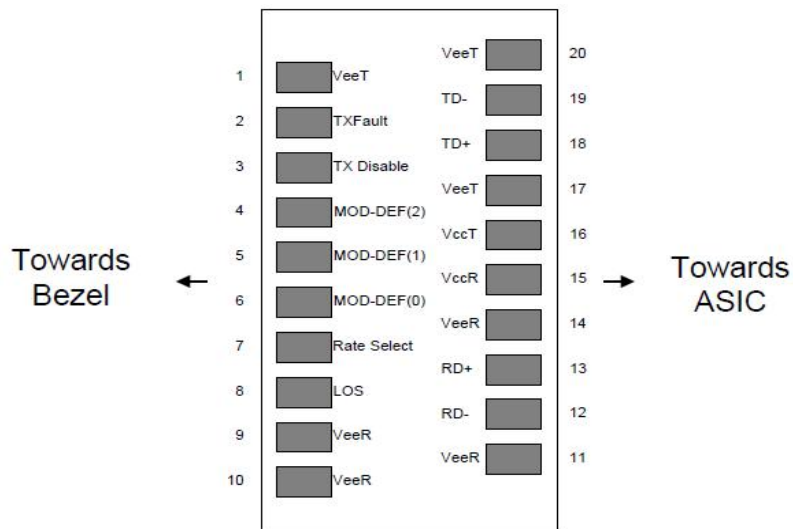 VeeT 20
1 VeeT
TD- 19
2 TXFault
TD+ 18
3 TX Disable
VeeT 17
4 MOD-DEF(2)
VccT 16
5 MOD-DEF(1)
VccR 15
6 MOD-DEF(0)
VeeR 14
7 Rate Select
RD+ 13
8 LOS
RD- 12
9 VeeR
VeeR 11
10 VeeR
Towards
Bezel
Towards
ASIC